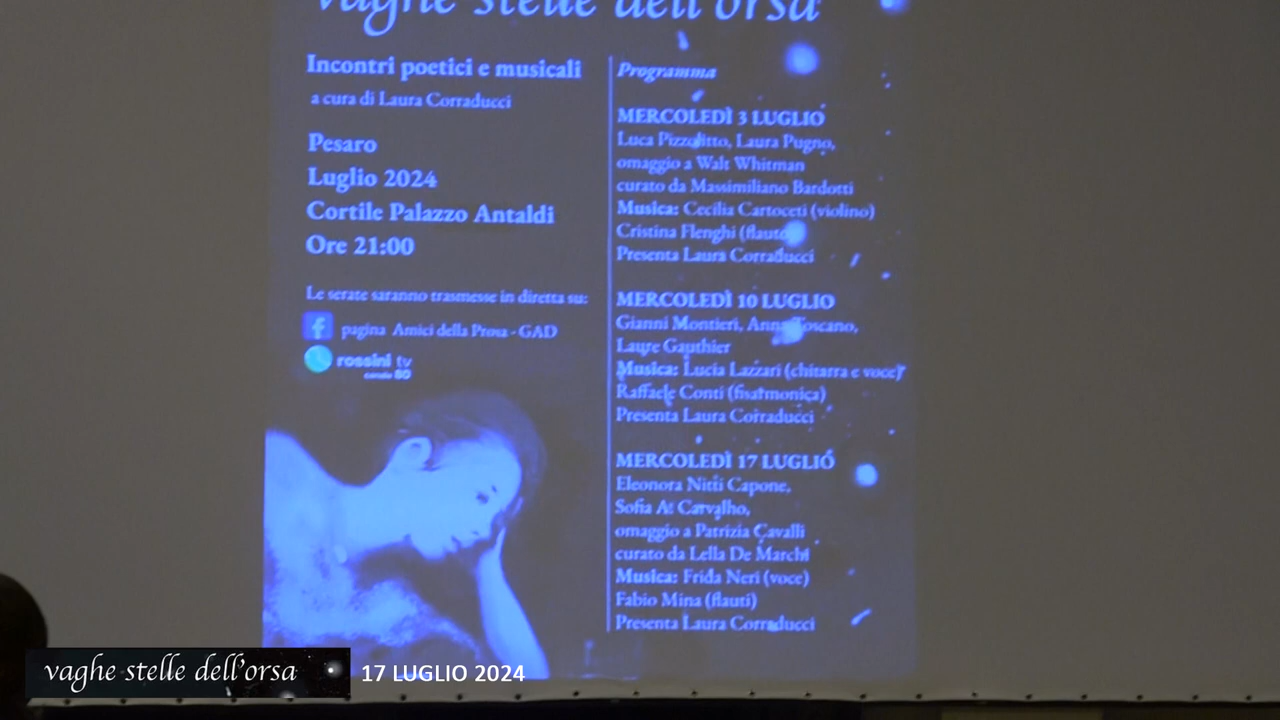 vaghe stelle dell'orsa
Incontri poetici e musicali
a cura di Laura Corraducci
Pesaro
Luglio 2024
Cortile Palazzo Antaldi
Ore 21:00
Le serate saranno trasmesse in diretta su:
f pagina Amici della Prosa - GAD
rossini tv
canale 80
Programma
MERCOLEDÌ 3 LUGLIO
Luca Pizzolitto, Laura Pugno,
omaggio a Walt Whitman
curato da Massimiliano Bardotti
Musica: Cecilia Cartoceti (violino)
Cristina Flenghi (flauto)
Presenta Laura Corraducci
MERCOLEDÌ 10 LUGLIO
Gianni Montieri, Anna Toscano,
Laure Gauthier
Musica: Lucia Lazzari (chitarra e voce)
Raffaele Conti (fisarmonica)
Presenta Laura Corraducci
MERCOLEDÌ 17 LUGLIO
Eleonora Nitti Capone,
Sofia A. Carvalho,
omaggio a Patrizia Cavalli
curato da Lella De Marchi
Musica: Frida Neri (voce)
Fabio Mina (flauti)
Presenta Laura Corraducci
vaghe stelle dell'orsa
17 LUGLIO 2024